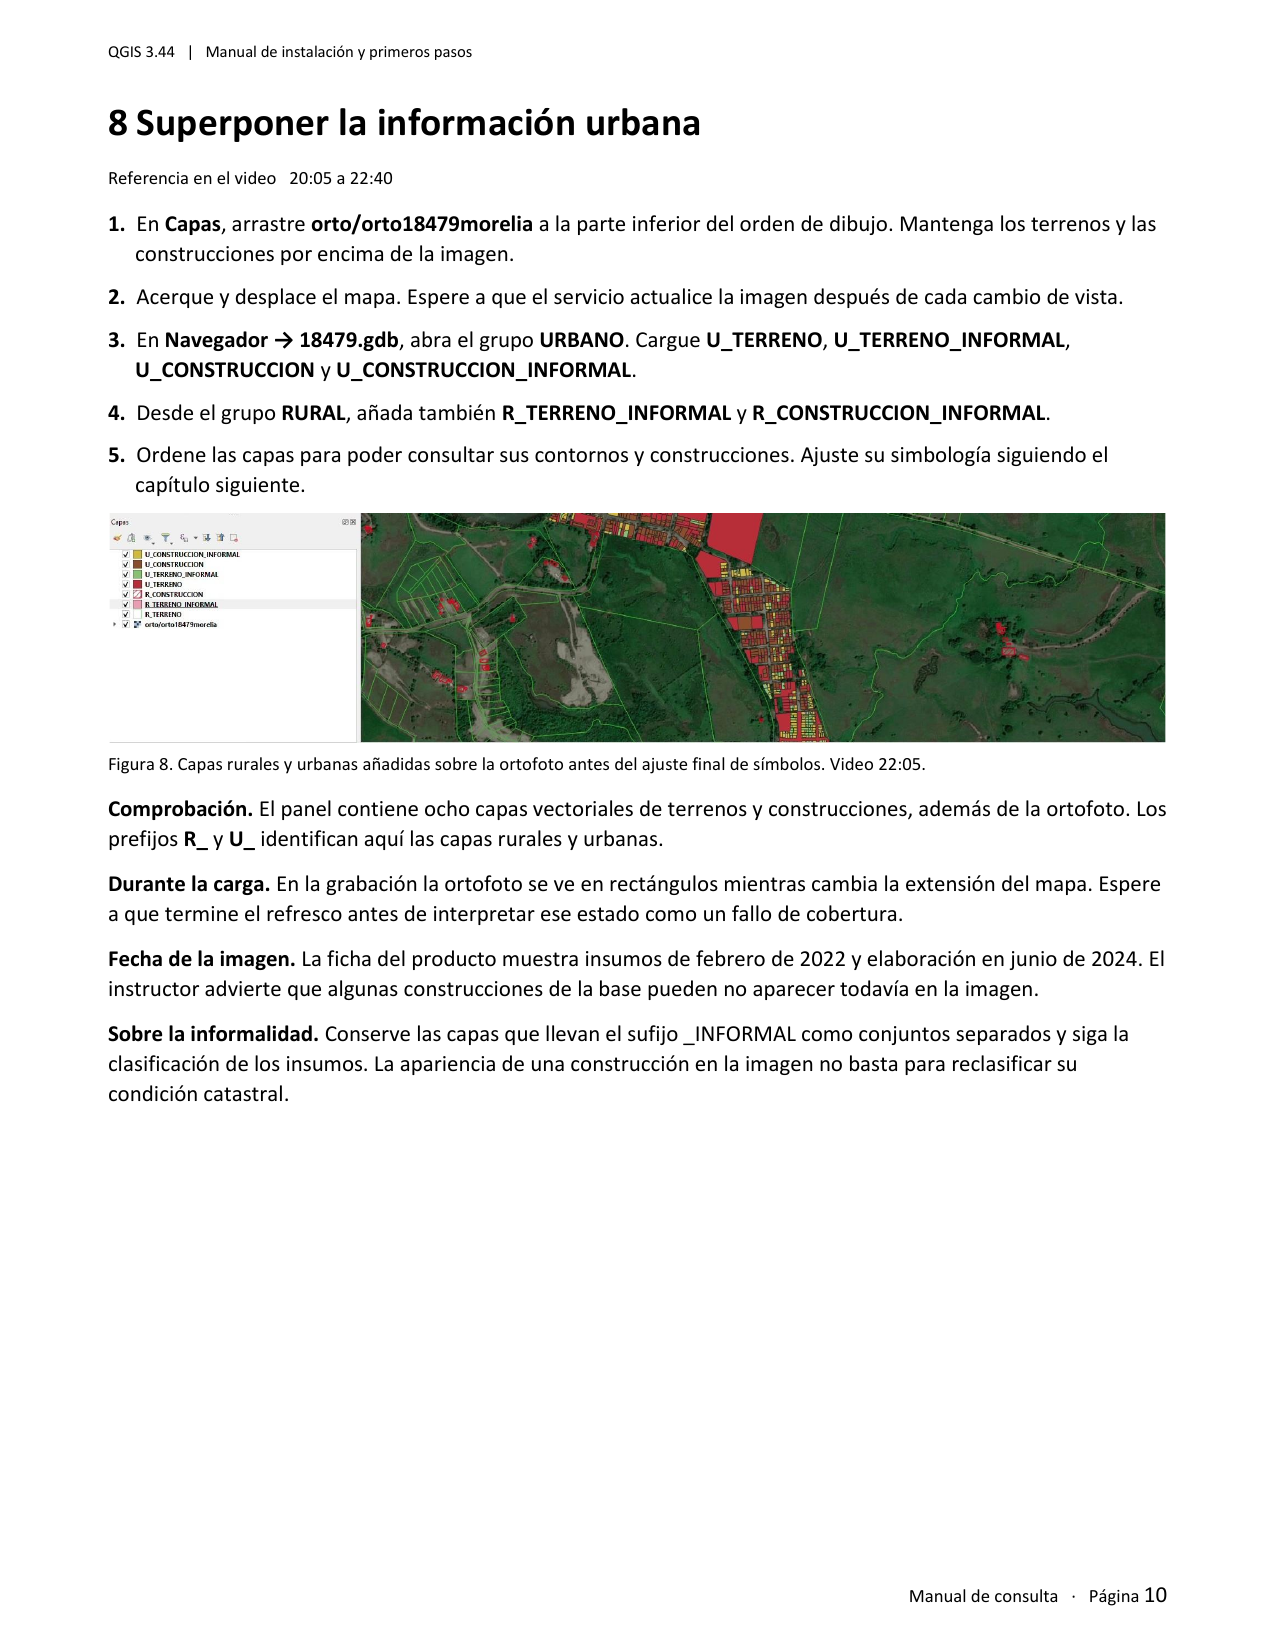 QGIS 3.44 | Manual de instalación y primeros pasos
8 Superponer la información urbana
Referencia en el video 20:05 a 22:40
1. En Capas, arrastre orto/orto18479morelia a la parte inferior del orden de dibujo. Mantenga los terrenos y las
construcciones por encima de la imagen.
2. Acerque y desplace el mapa. Espere a que el servicio actualice la imagen después de cada cambio de vista.
3. En Navegador → 18479.gdb, abra el grupo URBANO. Cargue U_TERRENO, U_TERRENO_INFORMAL,
U_CONSTRUCCION y U_CONSTRUCCION_INFORMAL.
4. Desde el grupo RURAL, añada también R_TERRENO_INFORMAL y R_CONSTRUCCION_INFORMAL.
5. Ordene las capas para poder consultar sus contornos y construcciones. Ajuste su simbología siguiendo el
capítulo siguiente.
Capas
U_CONSTRUCCION_INFORMAL
U_CONSTRUCCION
U_TERRENO_INFORMAL
U_TERRENO
R_CONSTRUCCION
R_TERRENO_INFORMAL
R_TERRENO
orto/orto18479morelia
Figura 8. Capas rurales y urbanas añadidas sobre la ortofoto antes del ajuste final de símbolos. Video 22:05.
Comprobación. El panel contiene ocho capas vectoriales de terrenos y construcciones, además de la ortofoto. Los
prefijos R_ y U_ identifican aquí las capas rurales y urbanas.
Durante la carga. En la grabación la ortofoto se ve en rectángulos mientras cambia la extensión del mapa. Espere
a que termine el refresco antes de interpretar ese estado como un fallo de cobertura.
Fecha de la imagen. La ficha del producto muestra insumos de febrero de 2022 y elaboración en junio de 2024. El
instructor advierte que algunas construcciones de la base pueden no aparecer todavía en la imagen.
Sobre la informalidad. Conserve las capas que llevan el sufijo _INFORMAL como conjuntos separados y siga la
clasificación de los insumos. La apariencia de una construcción en la imagen no basta para reclasificar su
condición catastral.
Manual de consulta · Página 10